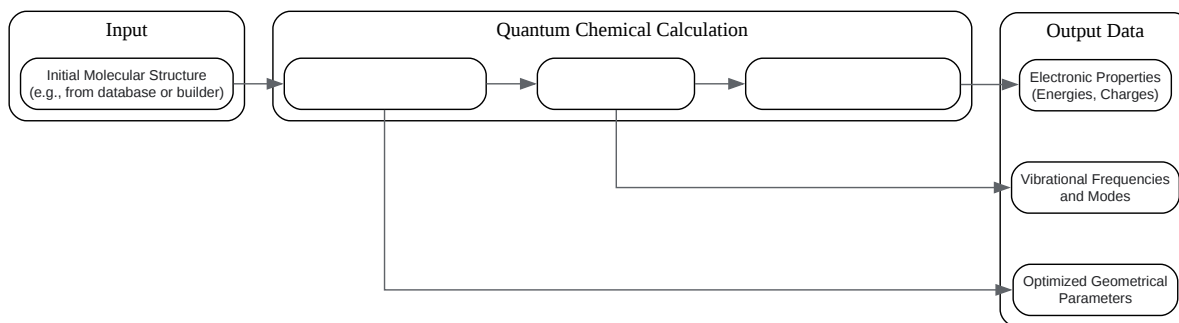 Input
Initial Molecular Structure
(e.g., from database or builder)
Quantum Chemical Calculation
Output Data
Electronic Properties
(Energies, Charges)
Vibrational Frequencies
and Modes
Optimized Geometrical
Parameters